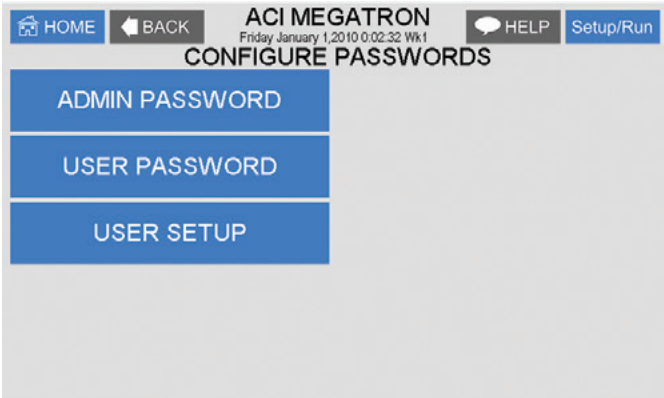 HOME BACK ACI MEGATRON HELP Setup/Run
Friday January 1,2010 0:02:32 Wk1
CONFIGURE PASSWORDS
ADMIN PASSWORD
USER PASSWORD
USER SETUP